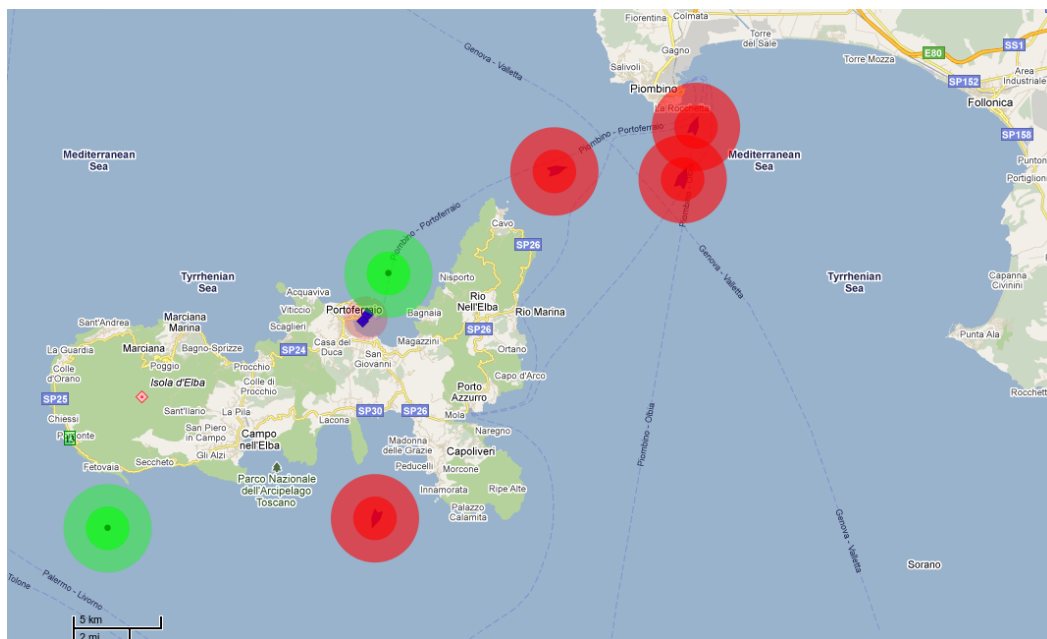 Fiorentina
Colmata
Torre
del Sale
Gagno
SS1
E80
Torre Mozza
Genova - Valletta
Salivoli
Piombino
Area
Industriale
SP152
Follonica
La Rocchetta
Piombino - Portoferraio
SP158
Mediterranean
Sea
Mediterranean
Sea
Punton
Portiglioni
Piombino - Portoferraio
Cavo
SP26
Genova - Valletta
Tyrrhenian
Sea
Nisporto
Tyrrhenian
Sea
Capanna
Civinini
Acquaviva
Viticcio
Portoferraio
Rio
Nell'Elba
Bagnaia
Rio Marina
Sant'Andrea
Marciana
Marina
Scaglieri
SP26
Punta Ala
La Guardia
Marciana
Bagno-Sprizze
SP24
Casa del
Duca
Magazzini
San
Giovanni
Ortano
Colle
d'Orano
Poggio
Procchio
Isola d'Elba
Colle di
Procchio
Porto
Azzurro
Capo d'Arco
SP25
Chiessi
Sant'Ilario
La Pila
SP30
SP26
Mola
Lacona
San Piero
in Campo
Campo
nell'Elba
Naregno
Madonna
delle Grazie
Capoliveri
Piombino - Olbia
Gli Alzi
Seccheto
Fetovaia
Peducelli
Morcone
Parco Nazionale
dell'Arcipelago
Toscano
Innamorata
Ripe Alte
Palazzo
Calamita
Genova - Valletta
Sorano
Palermo - Livorno
Tolone
5 km
2 mi